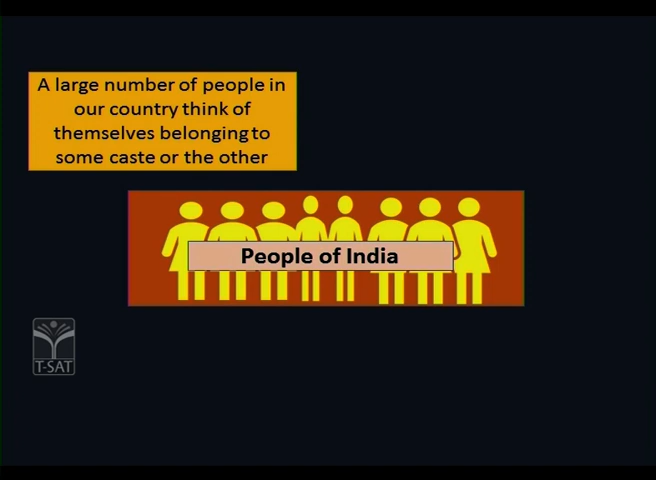 A large number of people in
our country think of
themselves belonging to
some caste or the other
People of India
T-SAT